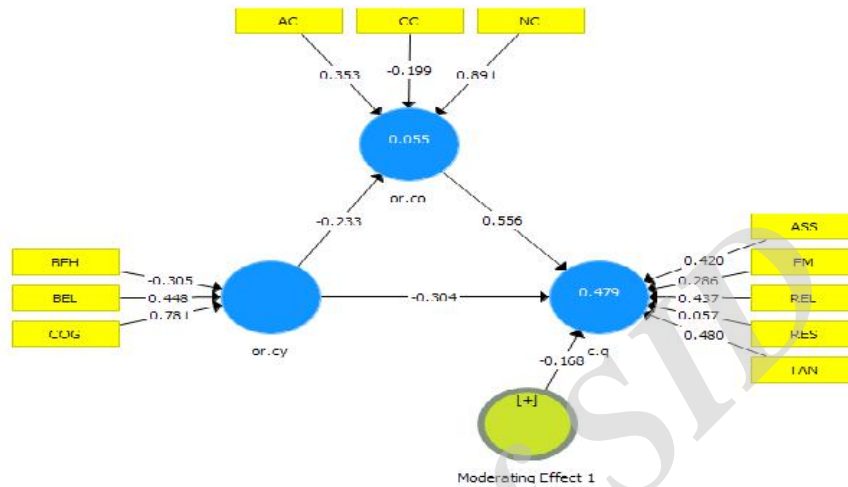 AC
CC
NC
0.353
-0.199
0.891
0.055
or.co
-0.233
0.556
BEH
BEL
COG
-0.305
0.448
0.781
or.cy
-0.304
0.479
c.q
ASS
EM
REL
RES
TAN
0.420
0.286
0.437
0.057
0.480
-0.168
[+]
Moderating Effect 1
SID